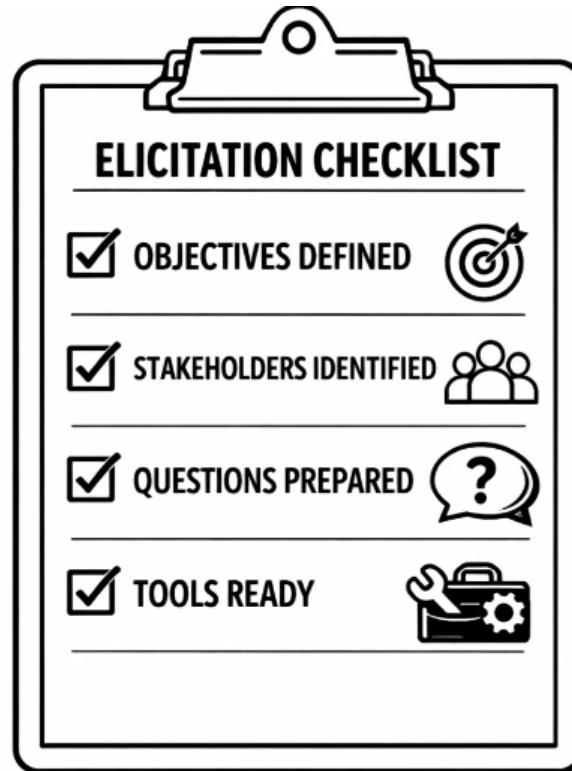 ELICITATION CHECKLIST
OBJECTIVES DEFINED
STAKEHOLDERS IDENTIFIED
QUESTIONS PREPARED
?
TOOLS READY